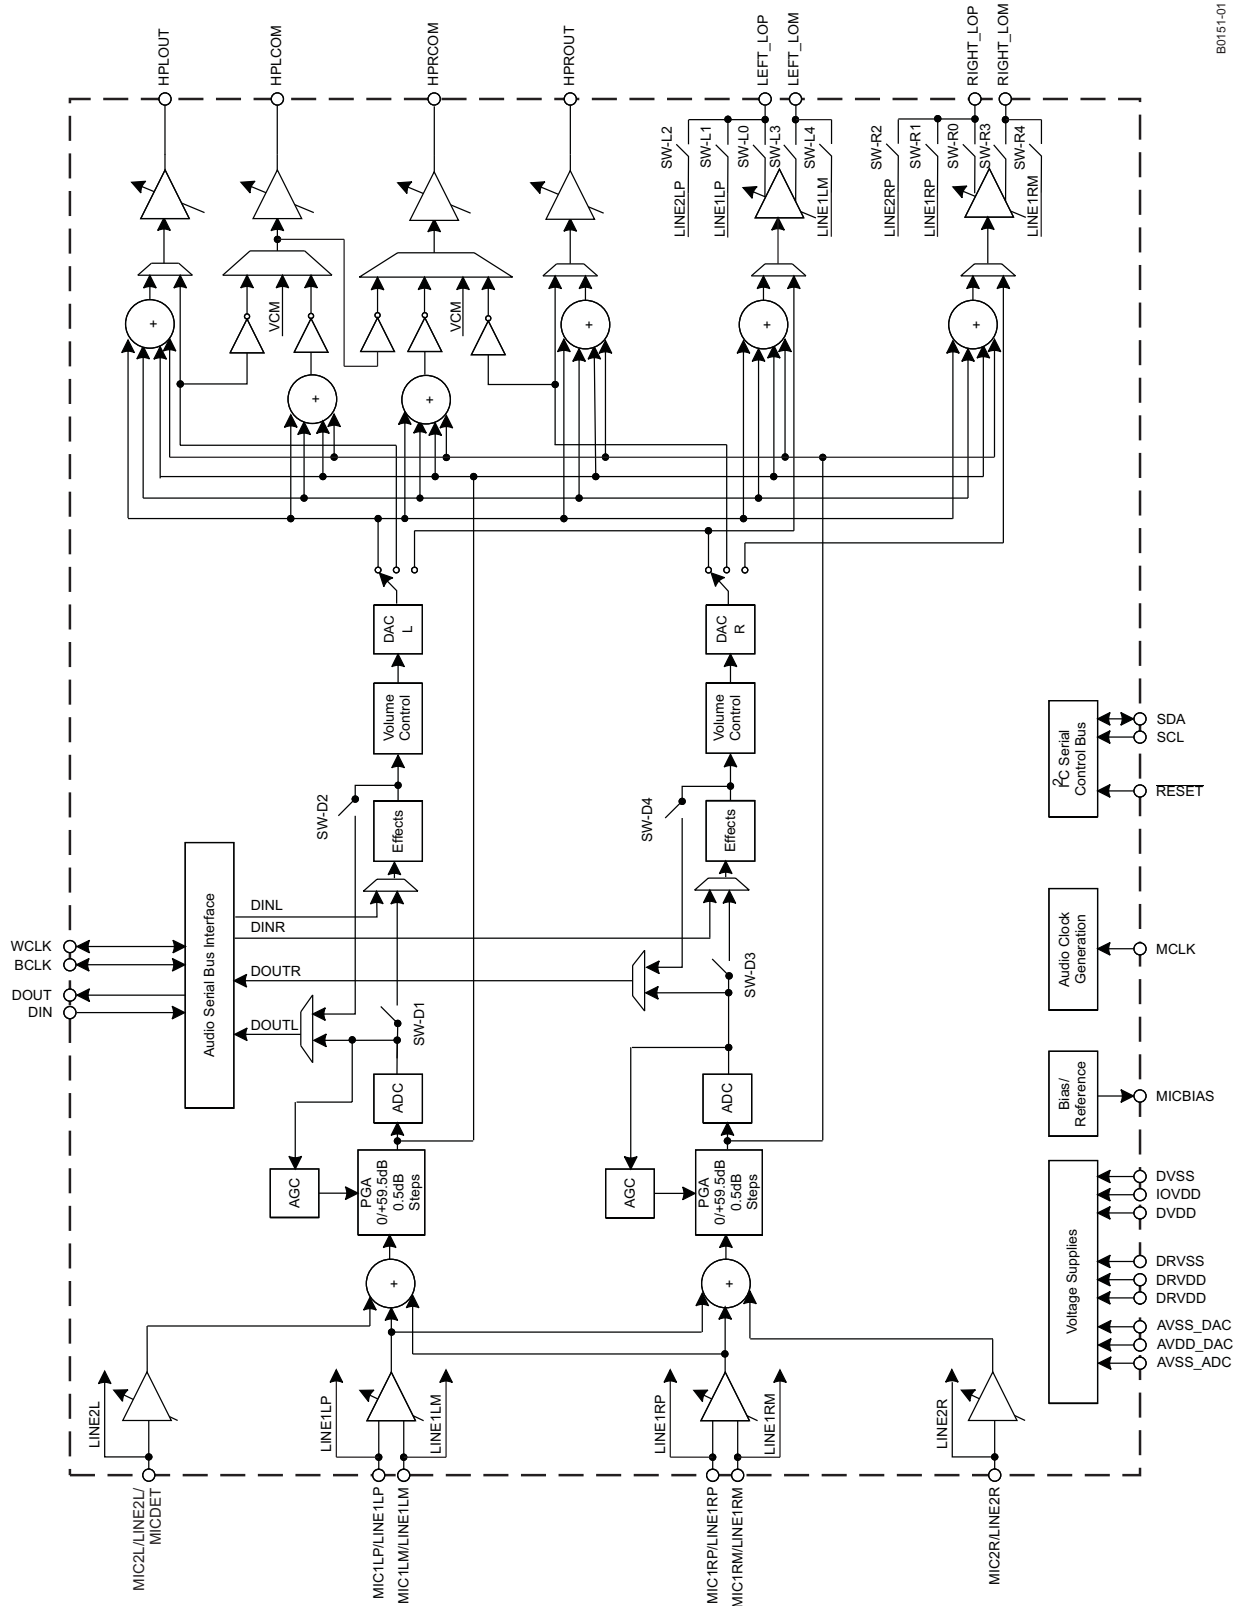 B0151-01
HPLOUT
HPLCOM
HPRCOM
HPROUT
LEFT_LOP
LEFT_LOM
RIGHT_LOP
RIGHT_LOM
SW-L2
SW-L1
SW-L0
SW-L3
SW-L4
LINE2LP
LINE1LP
LINE1LM
SW-R2
SW-R1
SW-R0
SW-R3
SW-R4
LINE2RP
LINE1RP
LINE1RM
VCM
VCM
+
+
+
+
+
+
DAC
L
DAC
R
Volume
Control
Volume
Control
SW-D2
SW-D4
Effects
Effects
I2C Serial
Control Bus
SDA
SCL
RESET
WCLK
BCLK
DOUT
DIN
Audio Serial Bus Interface
DINL
DINR
DOUTR
DOUTL
SW-D1
SW-D3
Audio Clock
Generation
MCLK
ADC
ADC
Bias/
Reference
MICBIAS
AGC
PGA
0/+59.5dB
0.5dB
Steps
AGC
PGA
0/+59.5dB
0.5dB
Steps
+
+
Voltage Supplies
DVSS
IOVDD
DVDD
DRVSS
DRVDD
DRVDD
AVSS_DAC
AVDD_DAC
AVSS_ADC
LINE2L
LINE1LP
LINE1LM
LINE1RP
LINE1RM
LINE2R
MIC2L/LINE2L/
MICDET
MIC1LP/LINE1LP
MIC1LM/LINE1LM
MIC1RP/LINE1RP
MIC1RM/LINE1RM
MIC2R/LINE2R